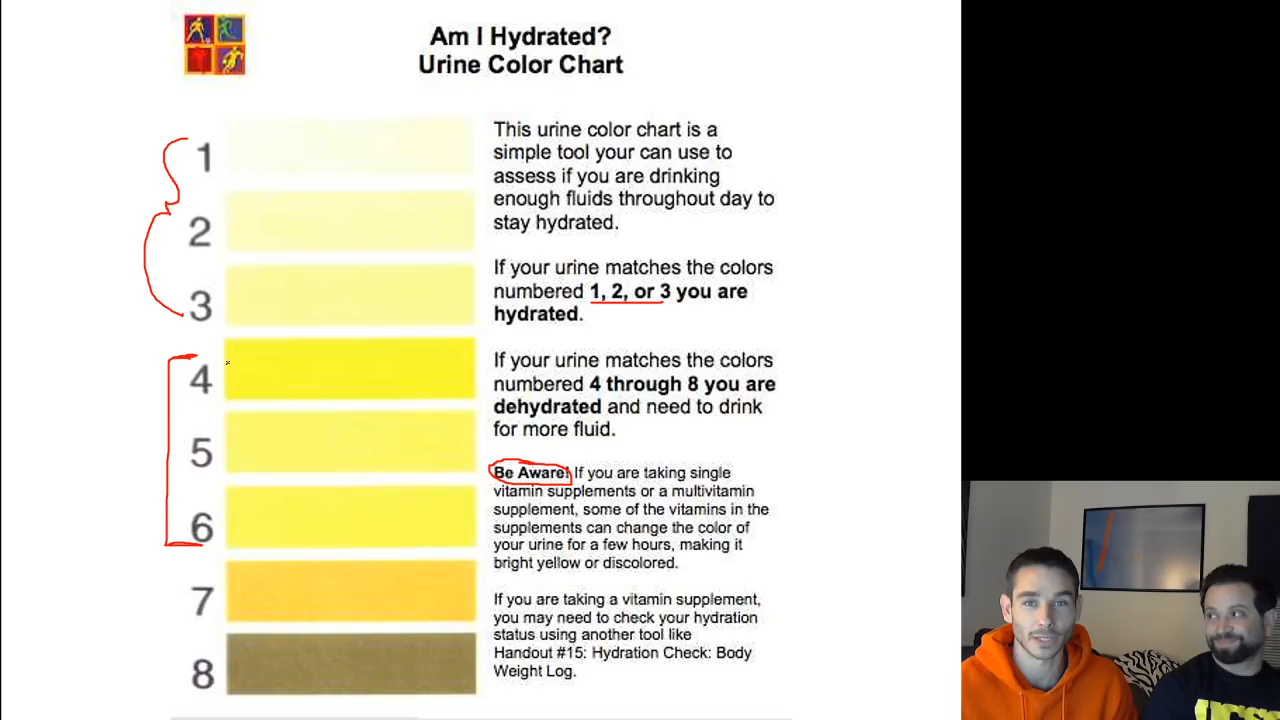 Am I Hydrated?
Urine Color Chart
1
2
3
4
5
6
7
8
This urine color chart is a
simple tool your can use to
assess if you are drinking
enough fluids throughout day to
stay hydrated.
If your urine matches the colors
numbered 1, 2, or 3 you are
hydrated.
If your urine matches the colors
numbered 4 through 8 you are
dehydrated and need to drink
for more fluid.
Be Aware! If you are taking single
vitamin supplements or a multivitamin
supplement, some of the vitamins in the
supplements can change the color of
your urine for a few hours, making it
bright yellow or discolored.
If you are taking a vitamin supplement,
you may need to check your hydration
status using another tool like
Handout #15: Hydration Check: Body
Weight Log.